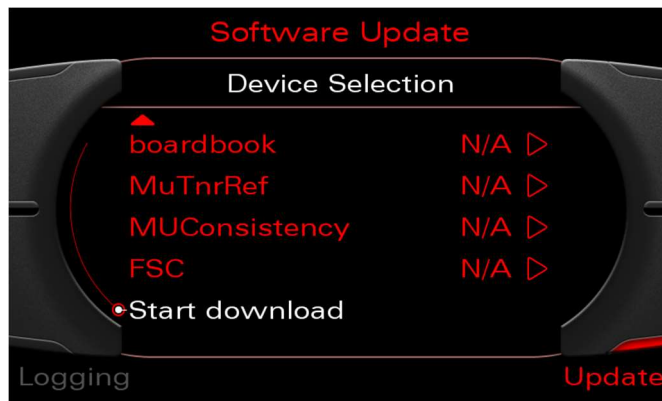 Software Update
Device Selection
boardbook N/A
MuTnrRef N/A
MUConsistency N/A
FSC N/A
Start download
Logging Update